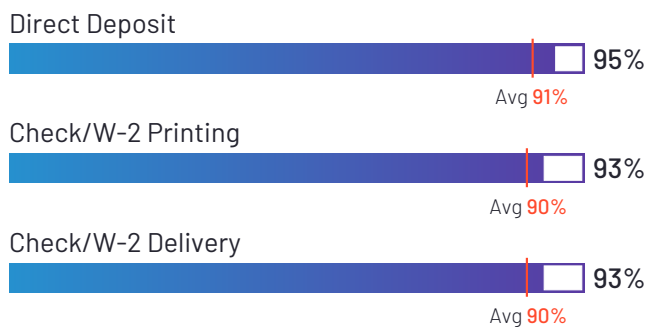 Direct Deposit
95%
Avg 91%
Check/W-2 Printing
93%
Avg 90%
Check/W-2 Delivery
93%
Avg 90%